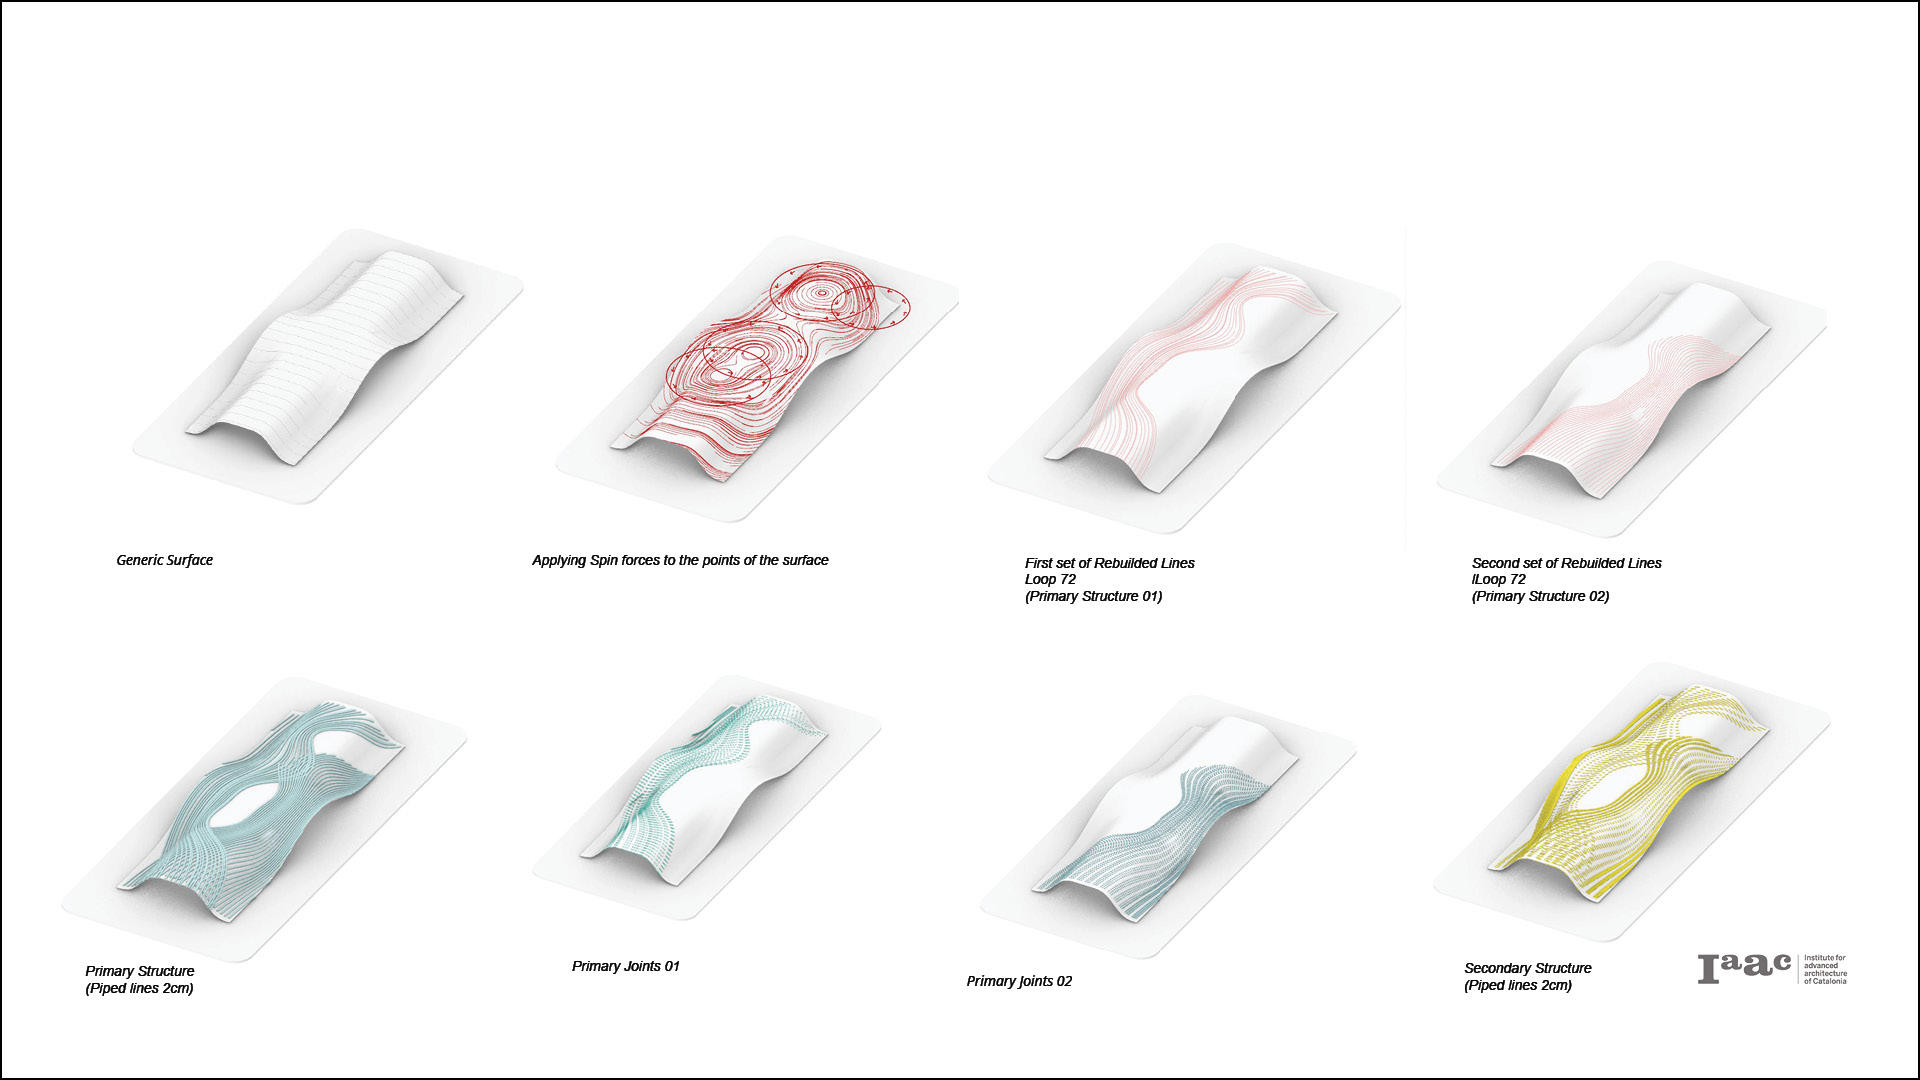 Generic Surface
Applying Spin forces to the points of the surface
First set of Rebuilded Lines
Loop 72
(Primary Structure 01)
Second set of Rebuilded Lines
lLoop 72
(Primary Structure 02)
Primary Structure
(Piped lines 2cm)
Primary Joints 01
Primary Joints 02
Secondary Structure
(Piped lines 2cm)
Iaac
Institute for
advanced
architecture
of Catalonia